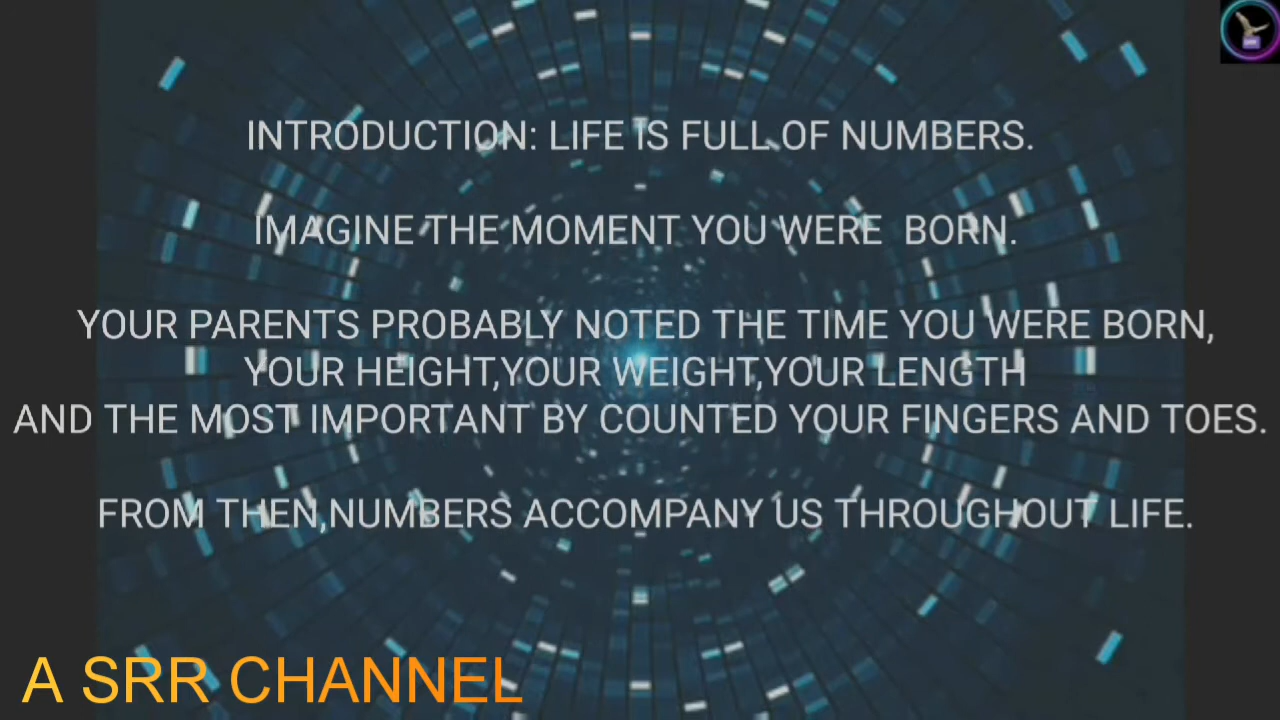 INTRODUCTION: LIFE IS FULL OF NUMBERS.
IMAGINE THE MOMENT YOU WERE BORN.
YOUR PARENTS PROBABLY NOTED THE TIME YOU WERE BORN,
YOUR HEIGHT,YOUR WEIGHT,YOUR LENGTH
AND THE MOST IMPORTANT BY COUNTED YOUR FINGERS AND TOES.
FROM THEN,NUMBERS ACCOMPANY US THROUGHOUT LIFE.
A SRR CHANNEL